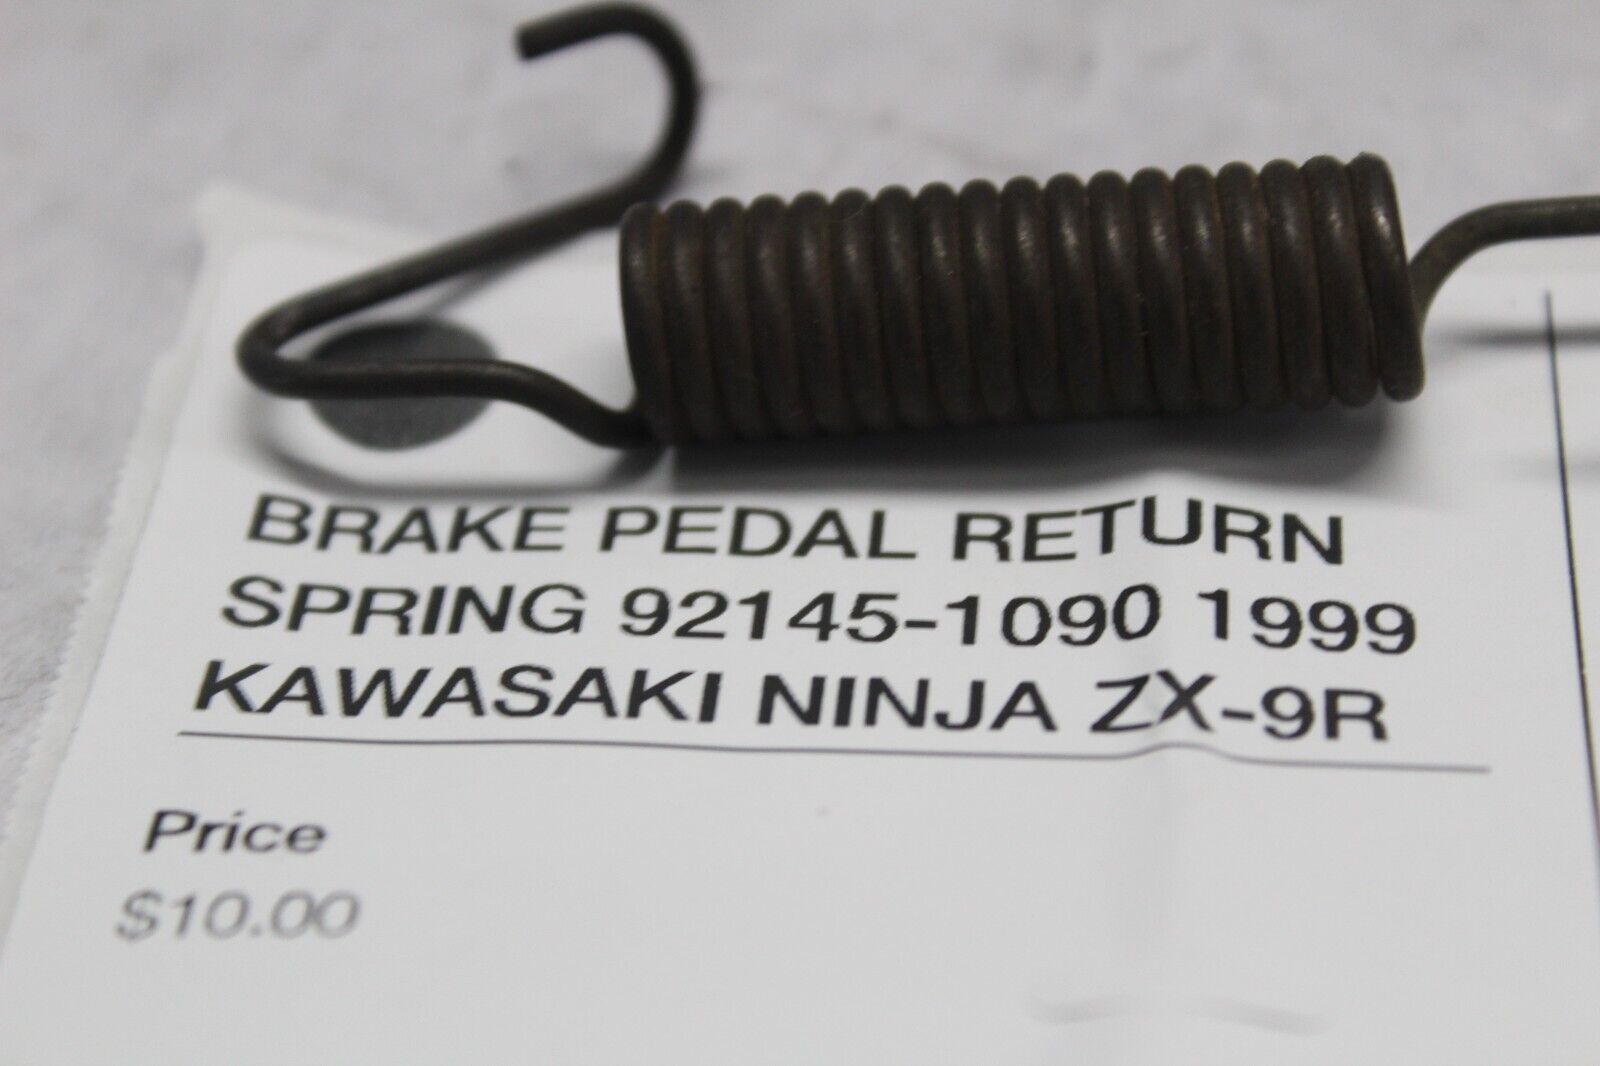 BRAKE PEDAL RETURN
SPRING 92145-1090 1999
KAWASAKI NINJA ZX-9R
Price
$10.00